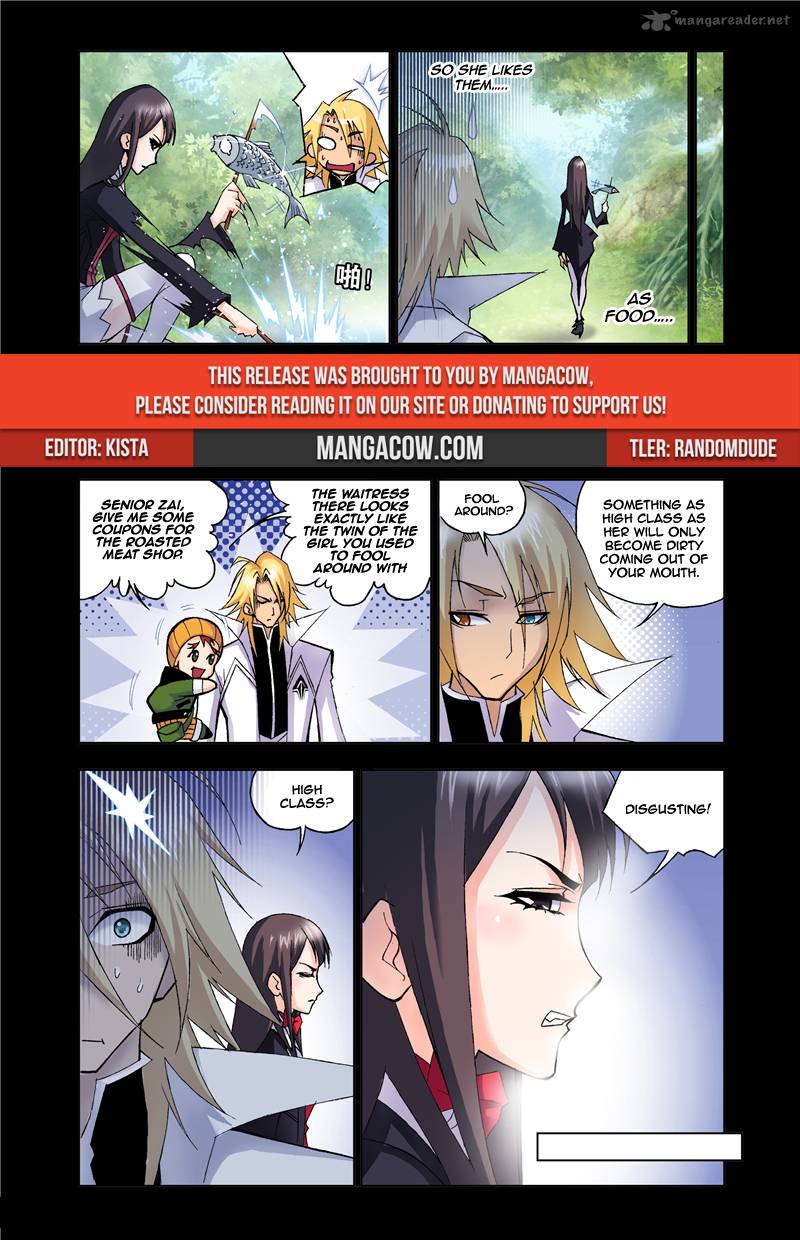 mangareader.net
啪!
SO SHE LIKES
THEM.....
AS
FOOD.....
THIS RELEASE WAS BROUGHT TO YOU BY MANGACOW,
PLEASE CONSIDER READING IT ON OUR SITE OR DONATING TO SUPPORT US!
EDITOR: KISTA
MANGACOW.COM
TLER: RANDOMDUDE
SENIOR ZAI,
GIVE ME SOME
COUPONS FOR
THE ROASTED
MEAT SHOP.
THE WAITRESS
THERE LOOKS
EXACTLY LIKE
THE TWIN OF THE
GIRL YOU USED
TO FOOL
AROUND WITH
FOOL
AROUND?
SOMETHING AS
HIGH CLASS AS
HER WILL ONLY
BECOME DIRTY
COMING OUT OF
YOUR MOUTH.
HIGH
CLASS?
DISGUSTING!